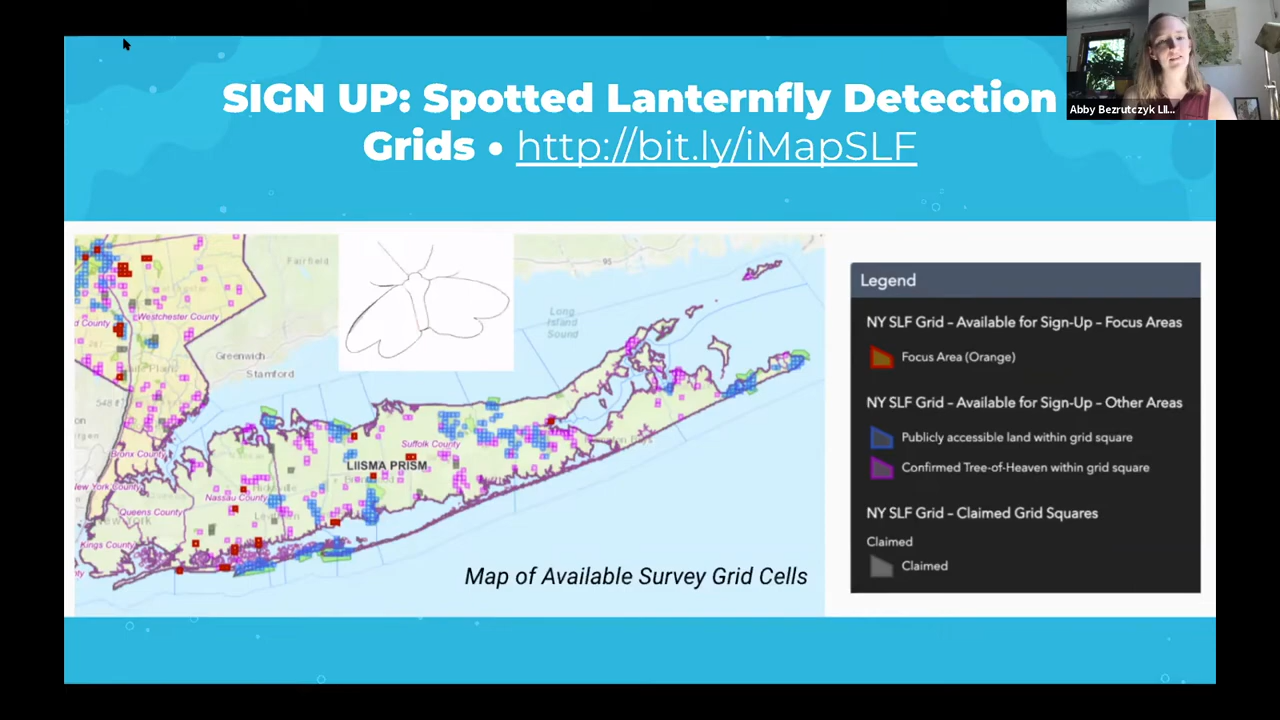 SIGN UP: Spotted Lanternfly Detection
Grids • http://bit.ly/iMapSLF
Abby Bezrutczyk LII...
Fairfield
95
Long
Island
Sound
Westchester County
d County
Greenwich
Stamford
Bronx County
New York County
Queens County
Kings County
Nassau County
Suffolk County
LIISMA PRISM
Map of Available Survey Grid Cells
Legend
NY SLF Grid - Available for Sign-Up - Focus Areas
Focus Area (Orange)
NY SLF Grid - Available for Sign-Up - Other Areas
Publicly accessible land within grid square
Confirmed Tree-of-Heaven within grid square
NY SLF Grid - Claimed Grid Squares
Claimed
Claimed